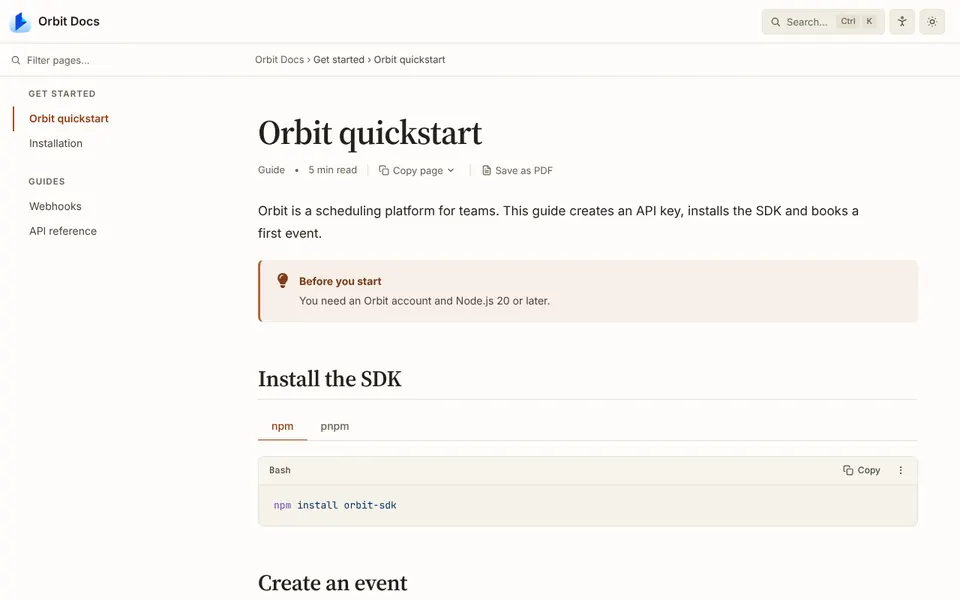 Orbit Docs
Search... Ctrl K
Filter pages...
Orbit Docs › Get started › Orbit quickstart
GET STARTED
Orbit quickstart
Installation
GUIDES
Webhooks
API reference
Orbit quickstart
Guide • 5 min read | Copy page | Save as PDF
Orbit is a scheduling platform for teams. This guide creates an API key, installs the SDK and books a
first event.
Before you start
You need an Orbit account and Node.js 20 or later.
Install the SDK
npm pnpm
Bash Copy
npm install orbit-sdk
Create an event